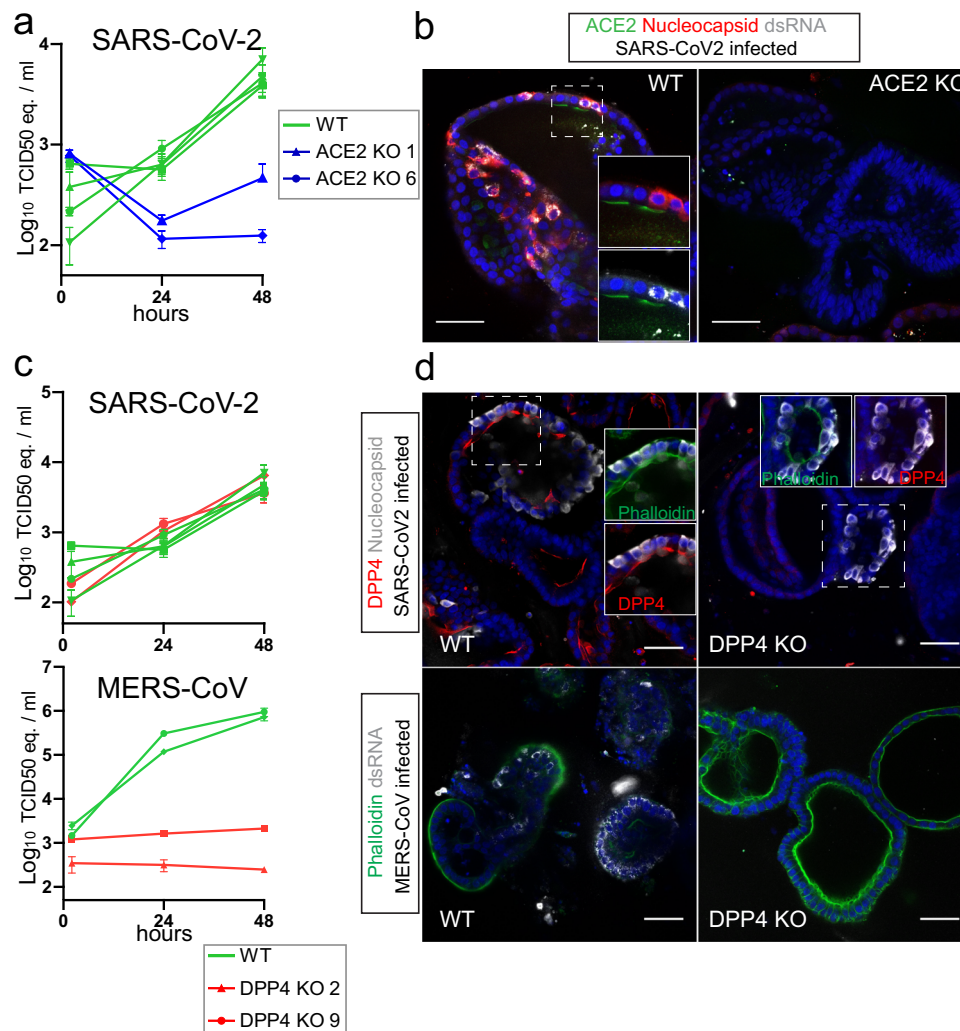 a
SARS-CoV-2
4
3
2
Log10 TCID50 eq. / ml
0
24
48
hours
WT
ACE2 KO 1
ACE2 KO 6
b
ACE2 Nucleocapsid dsRNA
SARS-CoV2 infected
WT
ACE2 KO
c
SARS-CoV-2
5
4
3
2
Log10 TCID50 eq. / ml
0
24
48
MERS-CoV
6
5
4
3
2
Log10 TCID50 eq. / ml
0
24
48
hours
WT
DPP4 KO 2
DPP4 KO 9
d
DPP4 Nucleocapsid
SARS-CoV2 infected
Phalloidin
DPP4
WT
Phalloidin
DPP4
DPP4 KO
Phalloidin dsRNA
MERS-CoV infected
WT
DPP4 KO